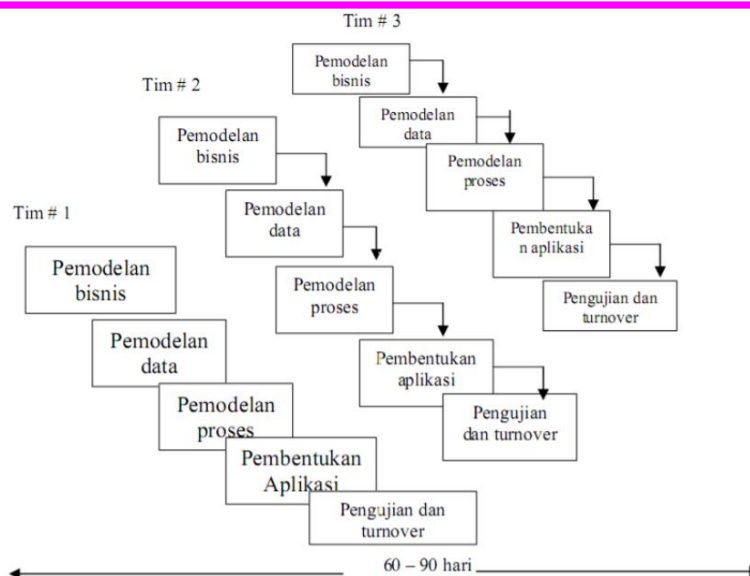 Tim # 3
Pemodelan
bisnis
Pemodelan
data
Pemodelan
proses
Pembentuka
n aplikasi
Pengujian dan
turnover
Tim # 2
Pemodelan
bisnis
Pemodelan
data
Pemodelan
proses
Pembentukan
aplikasi
Pengujian
dan turnover
Tim # 1
Pemodelan
bisnis
Pemodelan
data
Pemodelan
proses
Pembentukan
Aplikasi
Pengujian dan
turnover
60 – 90 hari